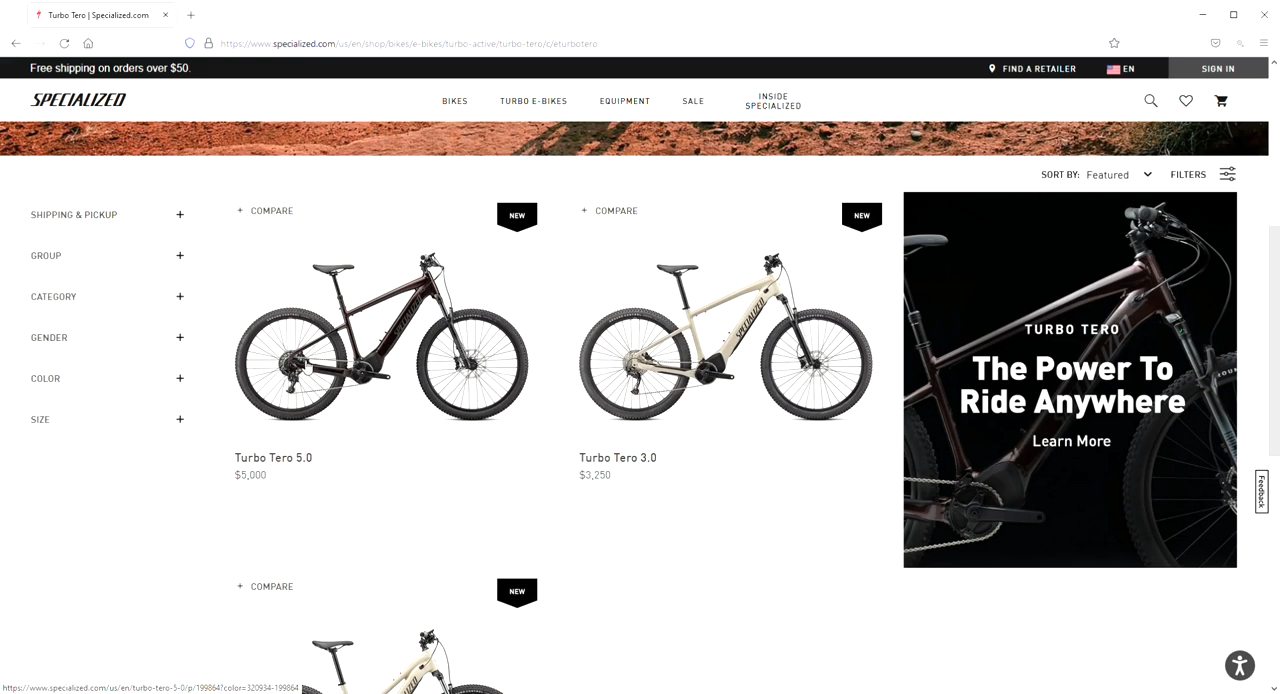 Turbo Tero | Specialized.com
https://www.specialized.com/us/en/shop/bikes/e-bikes/turbo-active/turbo-tero/c/eturbotero
Free shipping on orders over $50.
FIND A RETAILER
EN
SIGN IN
SPECIALIZED
BIKES
TURBO E-BIKES
EQUIPMENT
SALE
INSIDE
SPECIALIZED
SORT BY: Featured
FILTERS
SHIPPING & PICKUP
GROUP
CATEGORY
GENDER
COLOR
SIZE
+ COMPARE
NEW
SPECIALIZED
Turbo Tero 5.0
$5,000
+ COMPARE
NEW
SPECIALIZED
Turbo Tero 3.0
$3,250
TURBO TERO
The Power To
Ride Anywhere
Learn More
Feedback
+ COMPARE
NEW
https://www.specialized.com/us/en/turbo-tero-5-0/p/199864?color=320934-199864